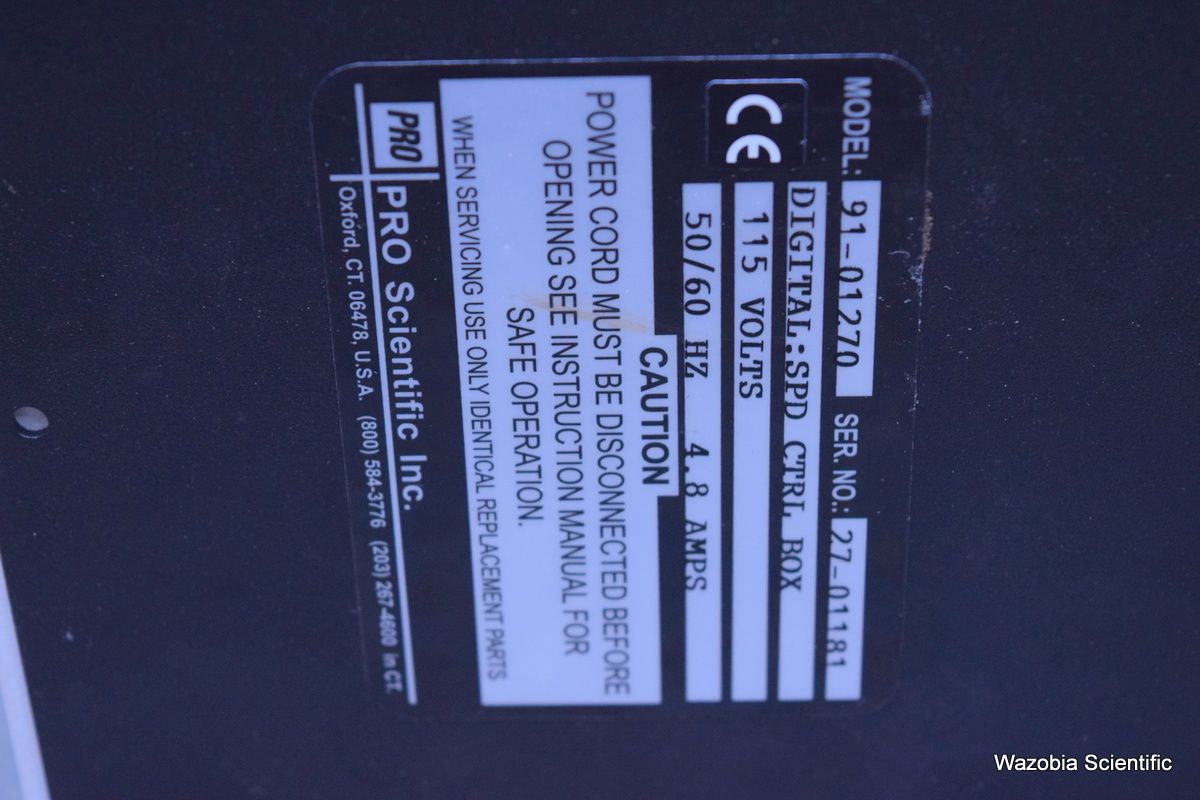 MODEL: 91-01270 SER. NO.: 27-01181
DIGITAL:SPD CTRL BOX
CE 115 VOLTS
50/60 HZ 4.8 AMPS
CAUTION
POWER CORD MUST BE DISCONNECTED BEFORE
OPENING SEE INSTRUCTION MANUAL FOR
SAFE OPERATION.
WHEN SERVICING USE ONLY IDENTICAL REPLACEMENT PARTS
PRO PRO Scientific Inc.
Oxford, CT. 06478, U.S.A. (800) 584-3776 (203) 267-4600 in CT.
Wazobia Scientific